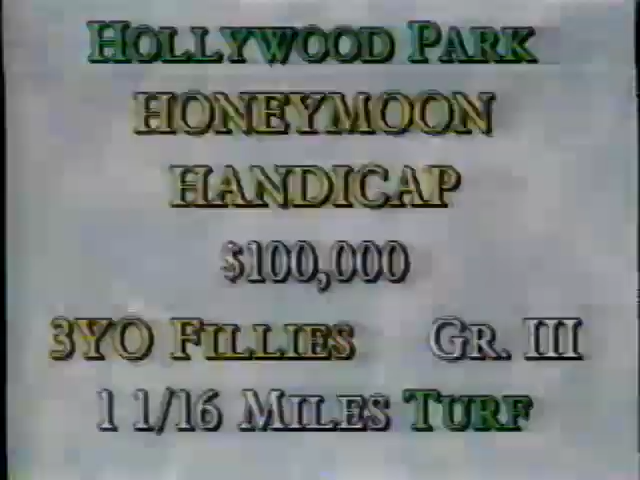 HOLLYWOOD PARK
HONEYMOON
HANDICAP
$100,000
3YO FILLIES GR. III
1 1/16 MILES TURF